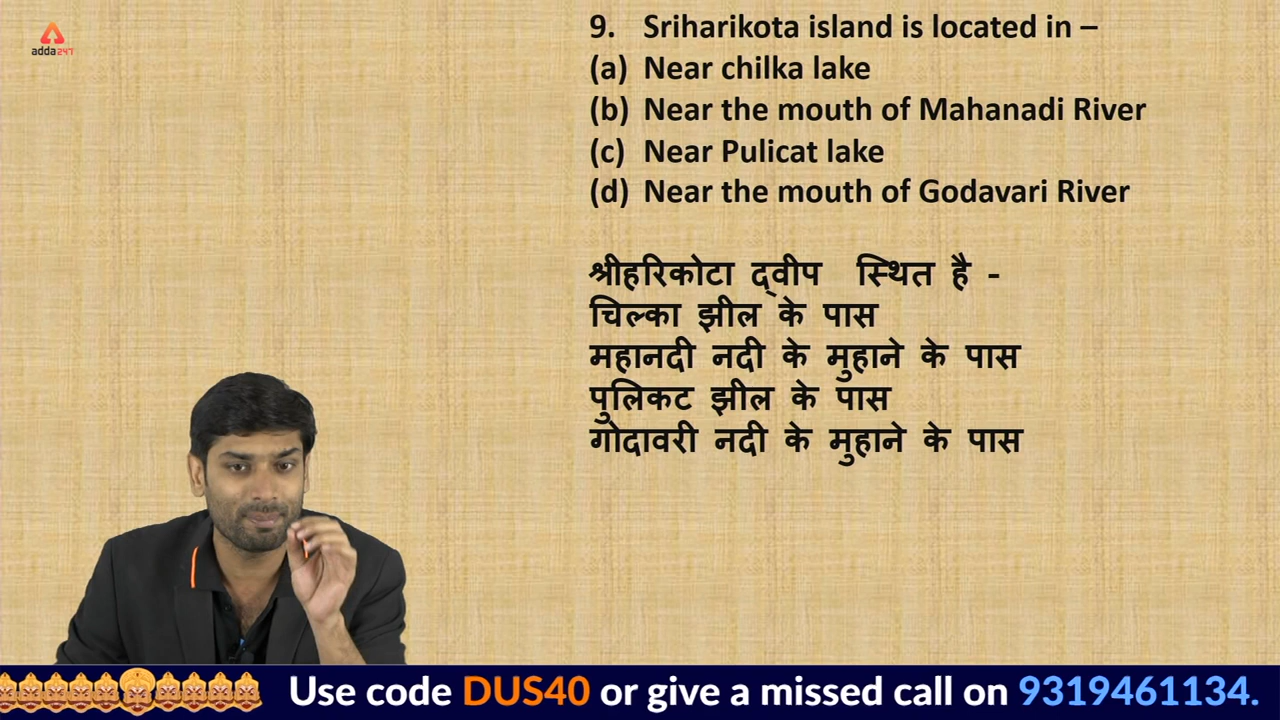 adda247
9. Sriharikota island is located in –
(a) Near chilka lake
(b) Near the mouth of Mahanadi River
(c) Near Pulicat lake
(d) Near the mouth of Godavari River
श्रीहरिकोटा द्वीप स्थित है -
चिल्का झील के पास
महानदी नदी के मुहाने के पास
पुलिकट झील के पास
गोदावरी नदी के मुहाने के पास
Use code DUS40 or give a missed call on 9319461134.